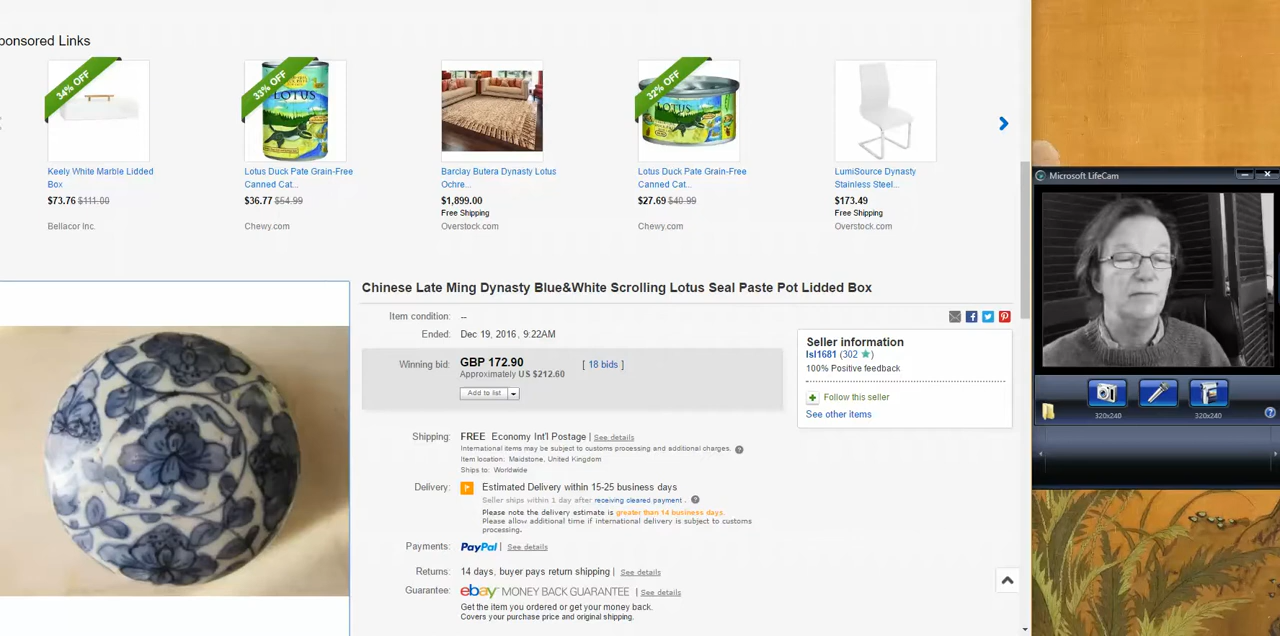 ponsored Links
34% OFF
33% OFF
LOTUS
32% OFF
LOTUS
Keely White Marble Lidded
Box
$73.76 $111.00
Bellacor Inc.
Lotus Duck Pate Grain-Free
Canned Cat...
$36.77 $54.99
Chewy.com
Barclay Butera Dynasty Lotus
Ochre...
$1,899.00
Free Shipping
Overstock.com
Lotus Duck Pate Grain-Free
Canned Cat...
$27.69 $40.99
Chewy.com
LumiSource Dynasty
Stainless Steel...
$173.49
Free Shipping
Overstock.com
Chinese Late Ming Dynasty Blue&White Scrolling Lotus Seal Paste Pot Lidded Box
Item condition: --
Ended: Dec 19, 2016 , 9:22AM
Winning bid: GBP 172.90 [ 18 bids ]
Approximately US $212.60
Add to list
Shipping: FREE Economy Int'l Postage | See details
International items may be subject to customs processing and additional charges.
Item location: Maidstone, United Kingdom
Ships to: Worldwide
Delivery: Estimated Delivery within 15-25 business days
Seller ships within 1 day after receiving cleared payment .
Please note the delivery estimate is greater than 14 business days.
Please allow additional time if international delivery is subject to customs
processing.
Payments: PayPal | See details
Returns: 14 days, buyer pays return shipping | See details
Guarantee: ebay MONEY BACK GUARANTEE | See details
Get the item you ordered or get your money back.
Covers your purchase price and original shipping.
Seller information
lsl1681 (302 )
100% Positive feedback
Follow this seller
See other items
Microsoft LifeCam
320x240
320x240